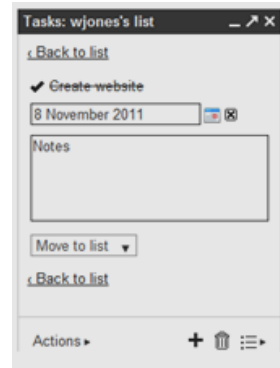 Tasks: wjones's list
‹ Back to list
Create website
8 November 2011
Notes
Move to list
‹ Back to list
Actions